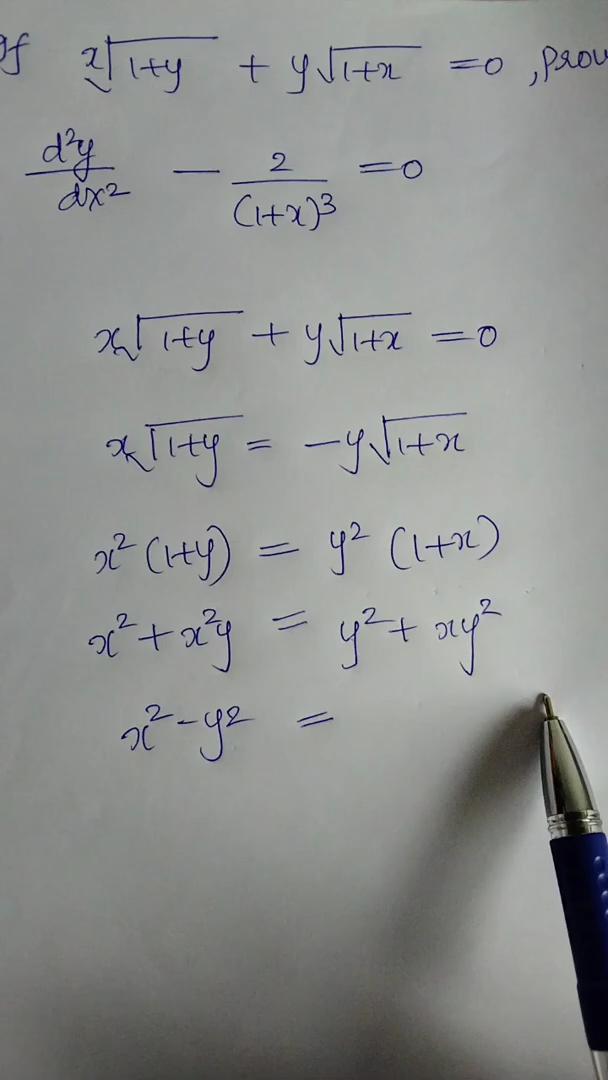 If x√(1+y) + y√(1+x) =0 , prov
d²y/dx² - 2/(1+x)³ =0
x√(1+y) + y√(1+x) =0
x√(1+y) = -y√(1+x)
x² (1+y) = y² (1+x)
x²+x²y = y²+ xy²
x²-y² =